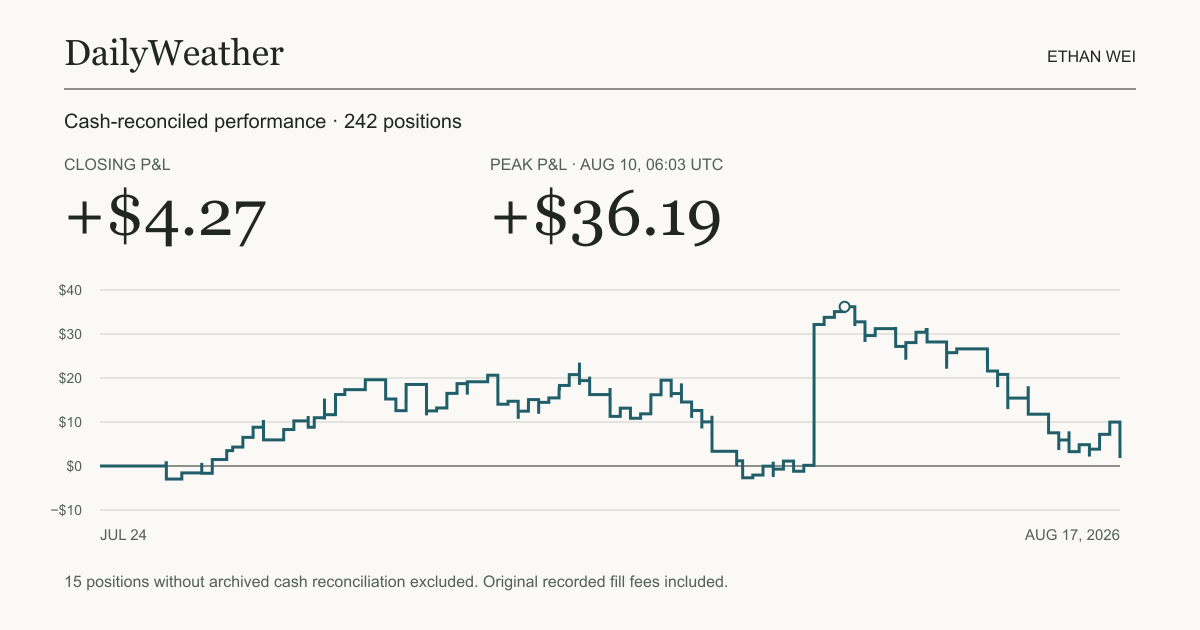 DailyWeather
ETHAN WEI
Cash-reconciled performance · 242 positions
CLOSING P&L
PEAK P&L · AUG 10, 06:03 UTC
+$4.27
+$36.19
$40
$30
$20
$10
$0
−$10
JUL 24
AUG 17, 2026
15 positions without archived cash reconciliation excluded. Original recorded fill fees included.